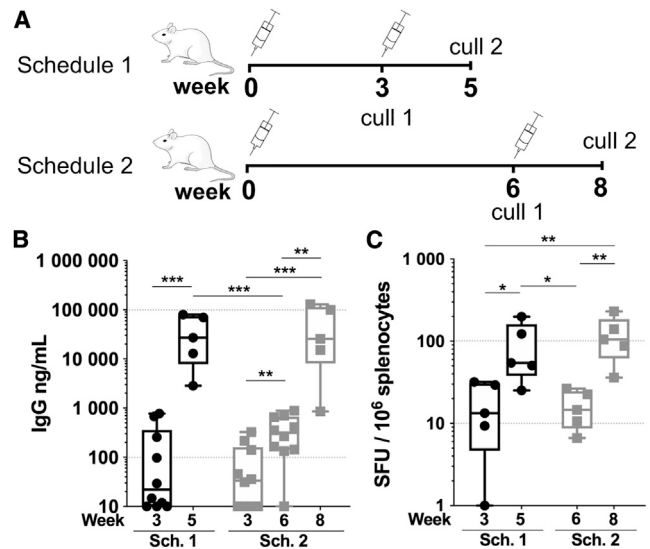 A
Schedule 1
week
0
3
5
cull 1
cull 2
Schedule 2
week
0
6
8
cull 1
cull 2
B
IgG ng/mL
1 000 000
100 000
10 000
1 000
100
10
***
***
**
***
**
Week 3 5 3 6 8
Sch. 1 Sch. 2
C
SFU / 10⁶ splenocytes
1 000
100
10
1
**
*
*
**
Week 3 5 6 8
Sch. 1 Sch. 2